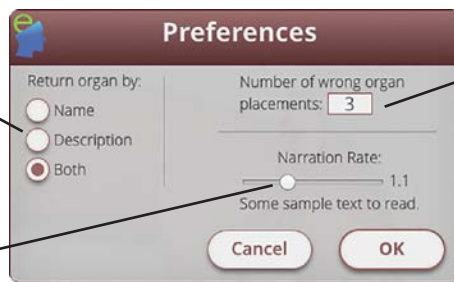 e
Preferences
Return organ by:
Name
Description
Both
Number of wrong organ
placements: 3
Narration Rate:
1.1
Some sample text to read.
Cancel
OK